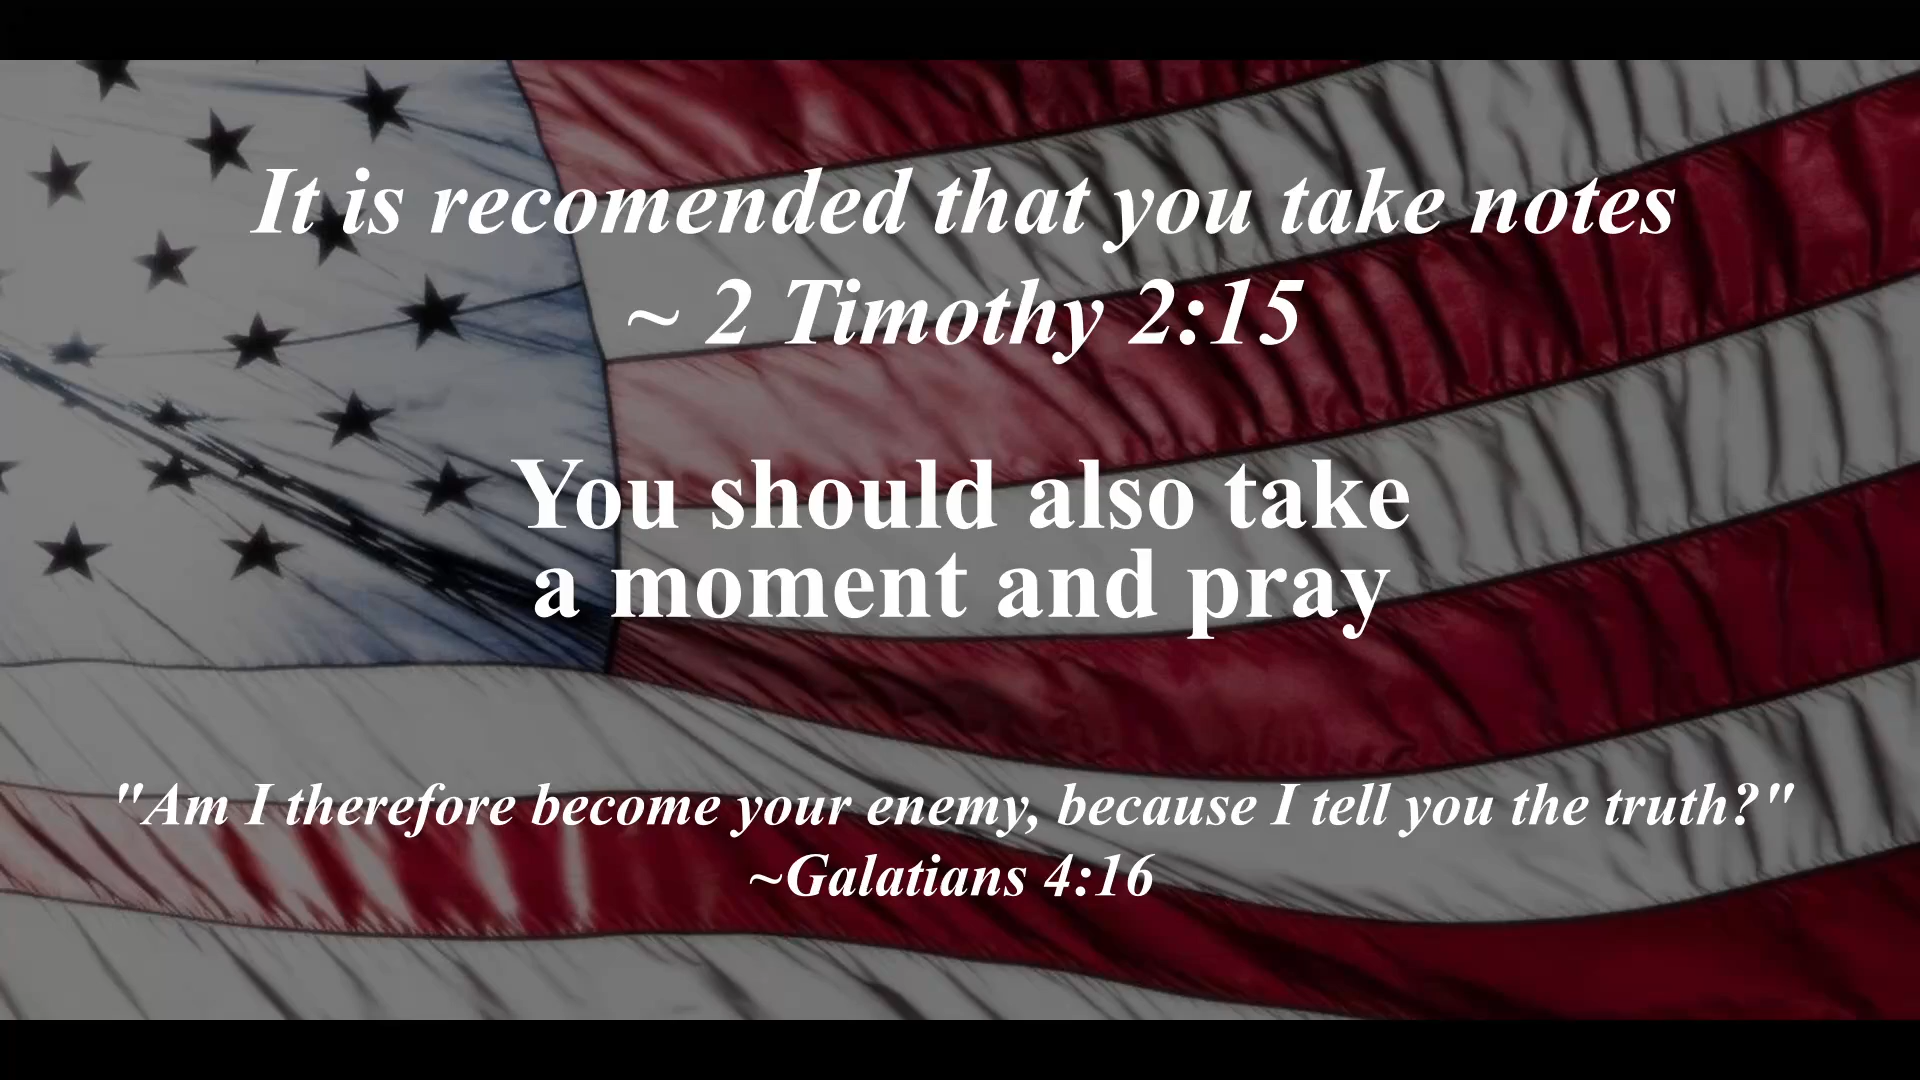 It is recomended that you take notes
~ 2 Timothy 2:15
You should also take
a moment and pray
"Am I therefore become your enemy, because I tell you the truth?"
~Galatians 4:16